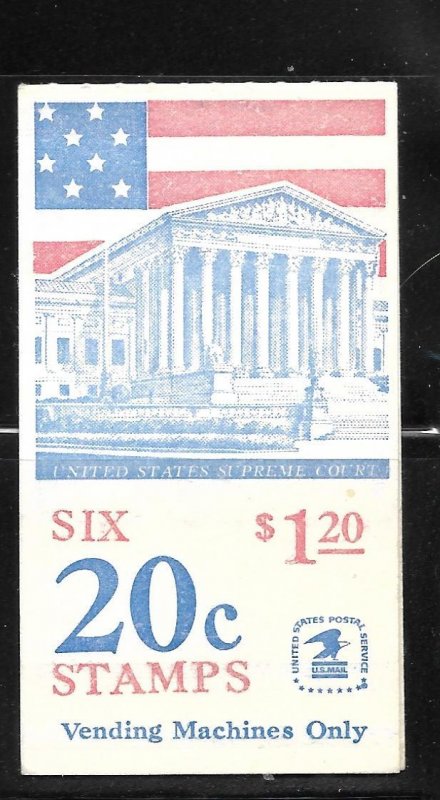 UNITED STATES SUPREME COURT
SIX
$1.20
20c
STAMPS
UNITED STATES POSTAL SERVICE
U.S.MAIL
Vending Machines Only